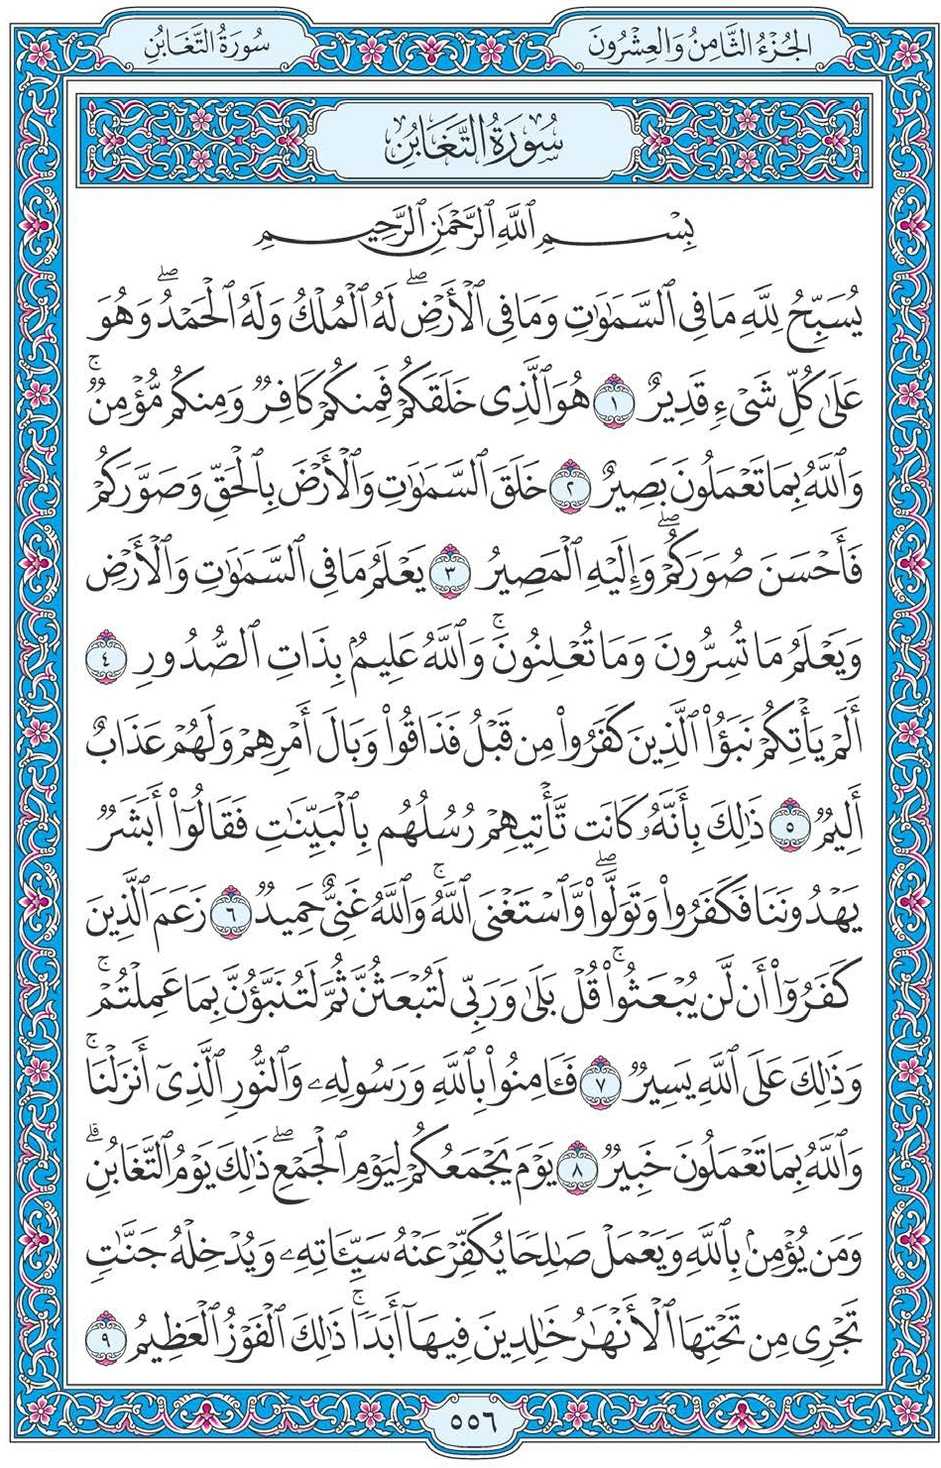 الجُزْءُ الثَّامِنُ وَالعِشْرُونَ
سُورَةُ التَّغَابُنِ
سُورَةُ التَّغَابُنِ
بِسْمِ ٱللَّهِ ٱلرَّحْمَٰنِ ٱلرَّحِيمِ
يُسَبِّحُ لِلَّهِ مَا فِي ٱلسَّمَٰوَٰتِ وَمَا فِي ٱلْأَرْضِۖ لَهُ ٱلْمُلْكُ وَلَهُ ٱلْحَمْدُۖ وَهُوَ
عَلَىٰ كُلِّ شَيْءٖ قَدِيرٌ ١ هُوَ ٱلَّذِي خَلَقَكُمْ فَمِنكُمْ كَافِرٞ وَمِنكُم مُّؤْمِنٞۚ
وَٱللَّهُ بِمَا تَعْمَلُونَ بَصِيرٌ ٢ خَلَقَ ٱلسَّمَٰوَٰتِ وَٱلْأَرْضَ بِٱلْحَقِّ وَصَوَّرَكُمْ
فَأَحْسَنَ صُوَرَكُمْۖ وَإِلَيْهِ ٱلْمَصِيرُ ٣ يَعْلَمُ مَا فِي ٱلسَّمَٰوَٰتِ وَٱلْأَرْضِ
وَيَعْلَمُ مَا تُسِرُّونَ وَمَا تُعْلِنُونَۚ وَٱللَّهُ عَلِيمُۢ بِذَاتِ ٱلصُّدُورِ ٤
أَلَمْ يَأْتِكُمْ نَبَؤُاْ ٱلَّذِينَ كَفَرُواْ مِن قَبْلُ فَذَاقُواْ وَبَالَ أَمْرِهِمْ وَلَهُمْ عَذَابٌ
أَلِيمٞ ٥ ذَٰلِكَ بِأَنَّهُۥ كَانَت تَّأْتِيهِمْ رُسُلُهُم بِٱلْبَيِّنَٰتِ فَقَالُوٓاْ أَبَشَرٞ
يَهْدُونَنَا فَكَفَرُواْ وَتَوَلَّواْۖ وَّٱسْتَغْنَى ٱللَّهُۚ وَٱللَّهُ غَنِيٌّ حَمِيدٞ ٦ زَعَمَ ٱلَّذِينَ
كَفَرُوٓاْ أَن لَّن يُبْعَثُواْۚ قُلْ بَلَىٰ وَرَبِّي لَتُبْعَثُنَّ ثُمَّ لَتُنَبَّؤُنَّ بِمَا عَمِلْتُمْۚ
وَذَٰلِكَ عَلَى ٱللَّهِ يَسِيرٞ ٧ فَـَٔامِنُواْ بِٱللَّهِ وَرَسُولِهِۦ وَٱلنُّورِ ٱلَّذِيٓ أَنزَلْنَاۚ
وَٱللَّهُ بِمَا تَعْمَلُونَ خَبِيرٞ ٨ يَوْمَ يَجْمَعُكُمْ لِيَوْمِ ٱلْجَمْعِۖ ذَٰلِكَ يَوْمُ ٱلتَّغَابُنِۗ
وَمَن يُؤْمِنۢ بِٱللَّهِ وَيَعْمَلْ صَٰلِحٗا يُكَفِّرْ عَنْهُ سَيِّـَٔاتِهِۦ وَيُدْخِلْهُ جَنَّٰتٖ
تَجْرِي مِن تَحْتِهَا ٱلْأَنْهَٰرُ خَٰلِدِينَ فِيهَآ أَبَدٗاۚ ذَٰلِكَ ٱلْفَوْزُ ٱلْعَظِيمُ ٩
٥٥٦